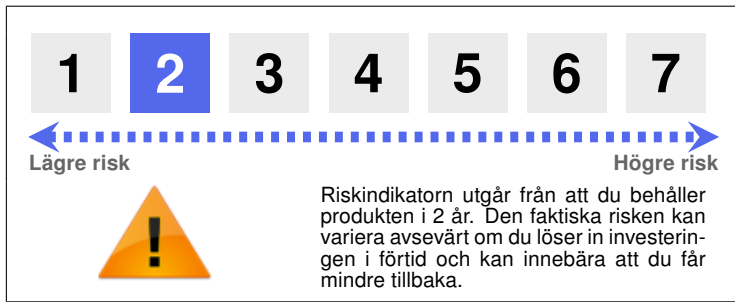 1 2 3 4 5 6 7
Lägre risk Högre risk
!
Riskindikatorn utgår från att du behåller
produkten i 2 år. Den faktiska risken kan
variera avsevärt om du löser in investerin-
gen i förtid och kan innebära att du får
mindre tillbaka.